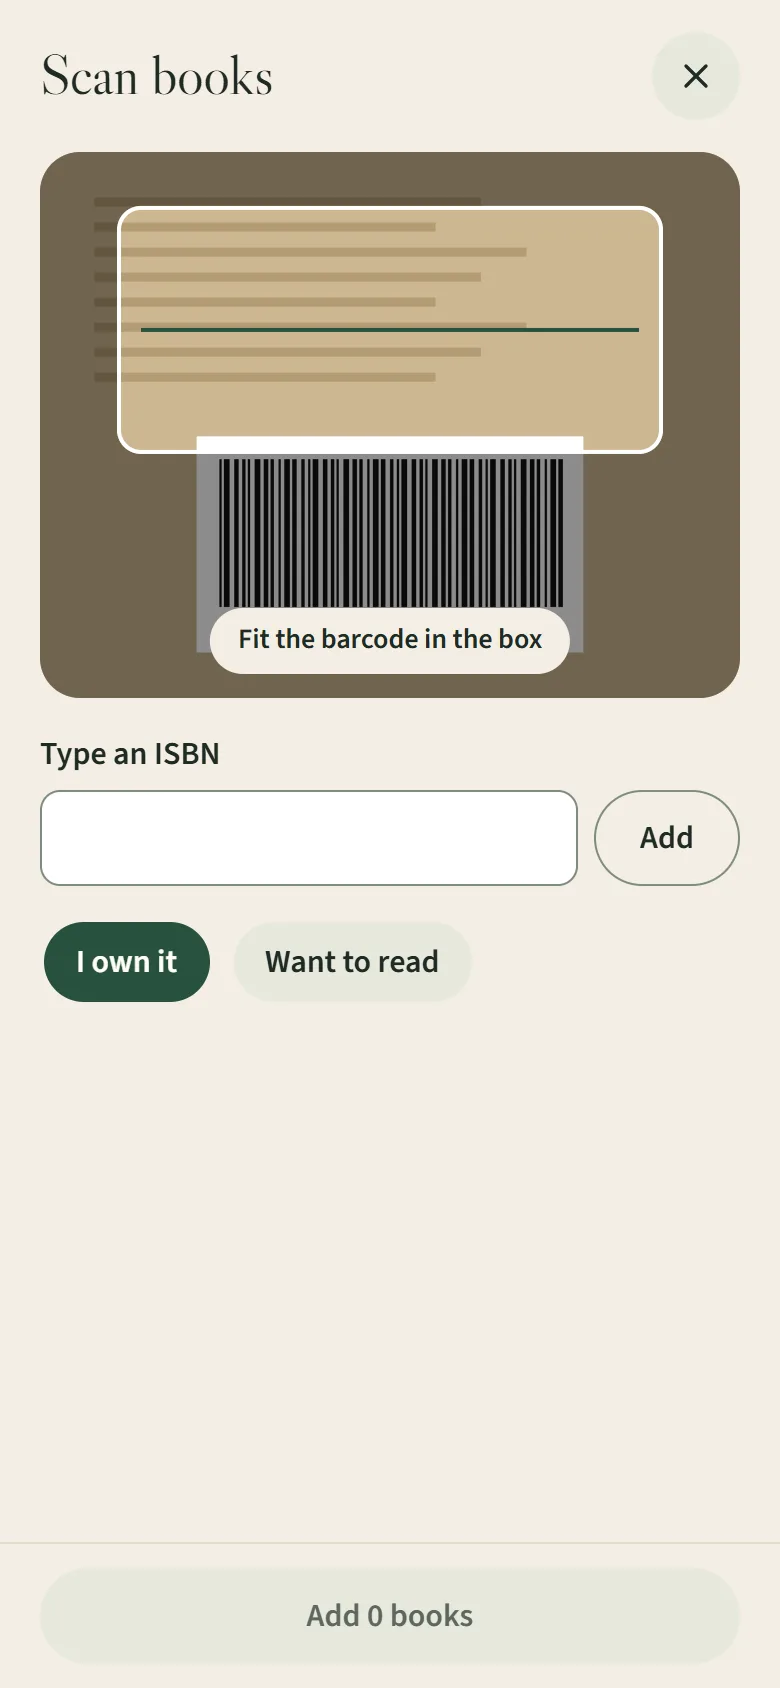 Scan books
Fit the barcode in the box
Type an ISBN
Add
I own it
Want to read
Add 0 books